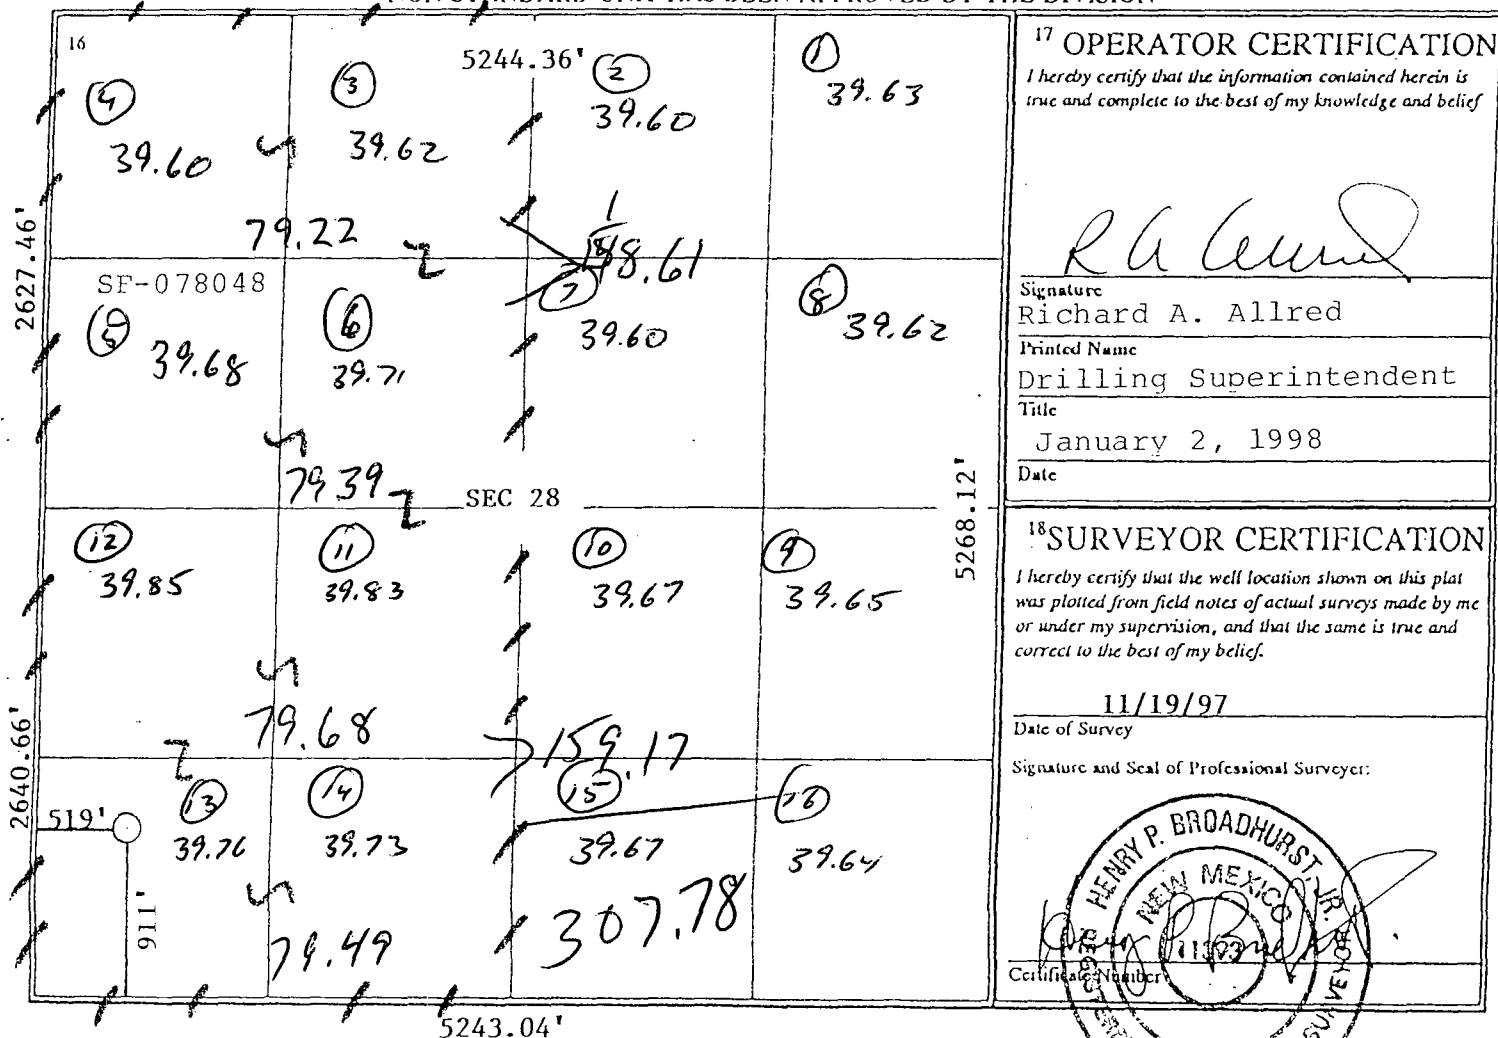 16
5244.36'
4
3
2
1
39.60
39.62
39.60
39.63
79.22
148.61
SF-078048
5
6
7
8
39.68
39.71
39.60
39.62
2627.46'
79.39
SEC 28
5268.12'
12
11
10
9
39.85
39.83
39.67
39.65
79.68
159.17
2640.66'
13
14
15
16
39.76
39.73
39.67
39.64
519'
911'
79.49
307.78
5243.04'
17 OPERATOR CERTIFICATION
I hereby certify that the information contained herein is
true and complete to the best of my knowledge and belief
Signature
Richard A. Allred
Printed Name
Drilling Superintendent
Title
January 2, 1998
Date
18 SURVEYOR CERTIFICATION
I hereby certify that the well location shown on this plat
was plotted from field notes of actual surveys made by me
or under my supervision, and that the same is true and
correct to the best of my belief.
11/19/97
Date of Survey
Signature and Seal of Professional Surveyer:
HENRY P. BROADHURST, JR.
NEW MEXICO
11393
Certificate Number
SURVEYOR